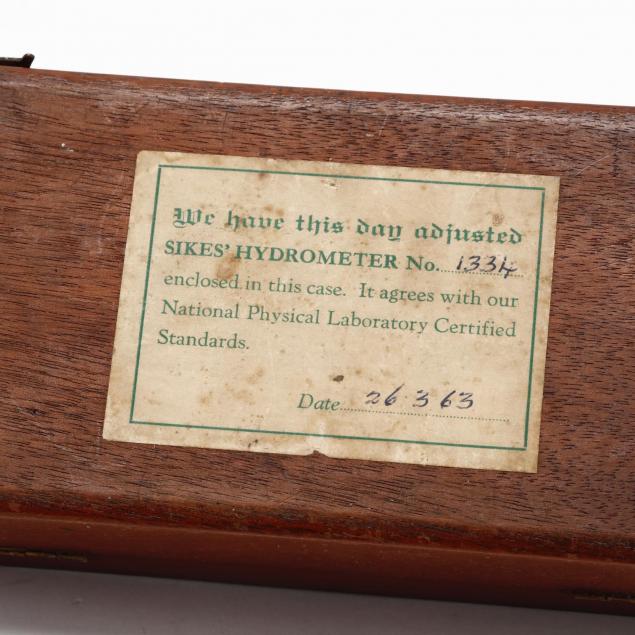 We have this day adjusted
SIKES' HYDROMETER No. 1334
enclosed in this case. It agrees with our
National Physical Laboratory Certified
Standards.
Date 26 3 63